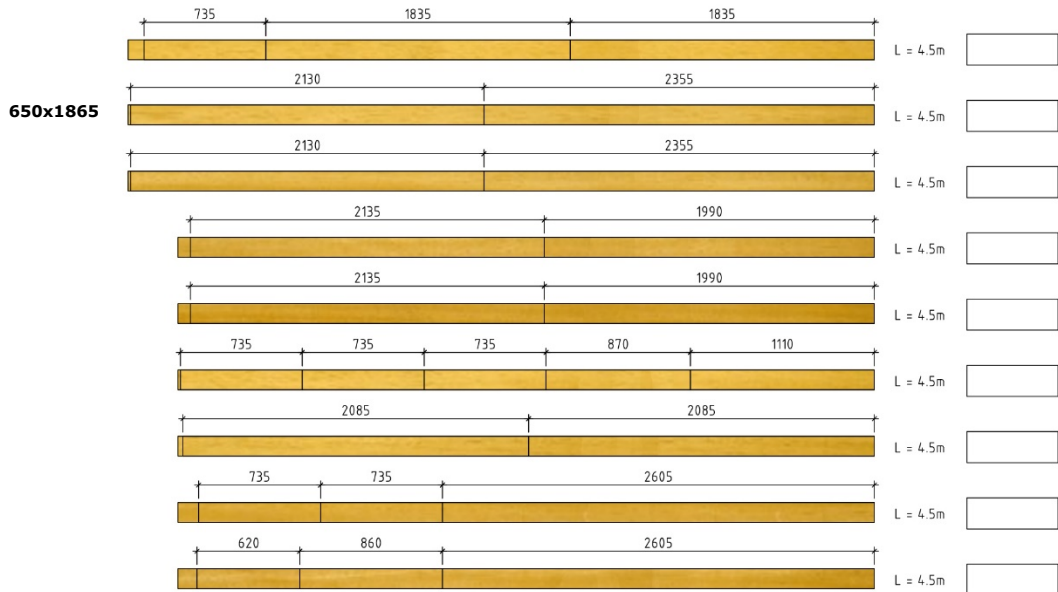 735 1835 1835
L = 4.5m
2130 2355
650x1865
L = 4.5m
2130 2355
L = 4.5m
2135 1990
L = 4.5m
2135 1990
L = 4.5m
735 735 735 870 1110
L = 4.5m
2085 2085
L = 4.5m
735 735 2605
L = 4.5m
620 860 2605
L = 4.5m